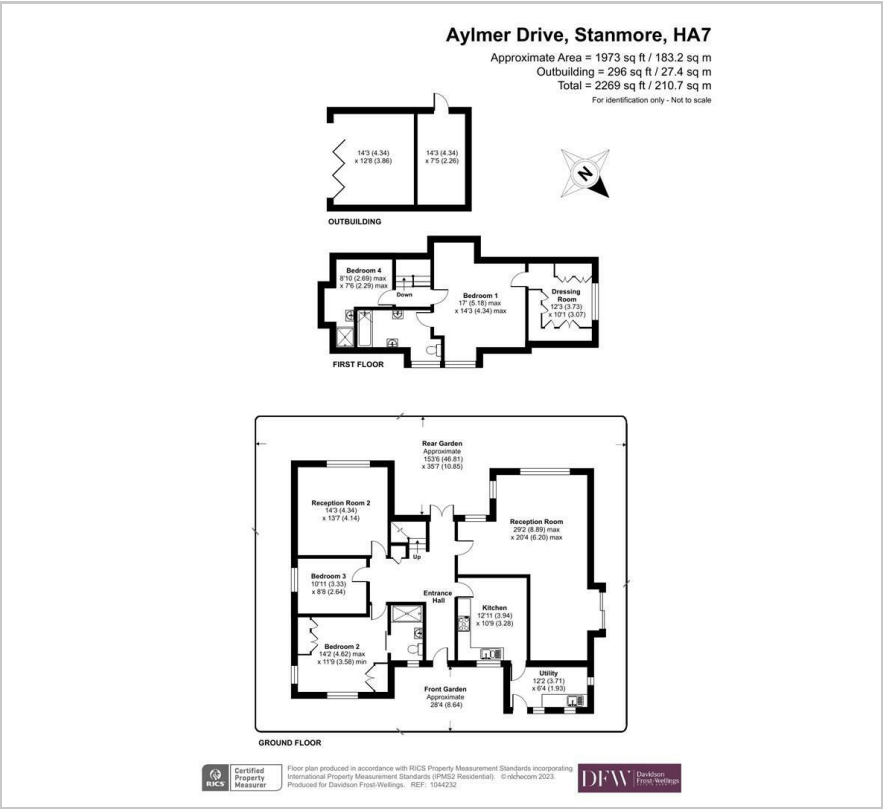 Aylmer Drive, Stanmore, HA7
Approximate Area = 1973 sq ft / 183.2 sq m
Outbuilding = 296 sq ft / 27.4 sq m
Total = 2269 sq ft / 210.7 sq m
For identification only - Not to scale
14'3 (4.34)
x 12'8 (3.86)
14'3 (4.34)
x 7'5 (2.26)
N
OUTBUILDING
Bedroom 4
8'10 (2.69) max
x 7'6 (2.29) max
Down
Bedroom 1
17' (5.18) max
x 14'3 (4.34) max
Dressing
Room
12'3 (3.73)
x 10'1 (3.07)
FIRST FLOOR
Rear Garden
Approximate
153'6 (46.81)
x 35'7 (10.85)
Reception Room 2
14'3 (4.34)
x 13'7 (4.14)
Reception Room
29'2 (8.89) max
x 20'4 (6.20) max
Up
Bedroom 3
10'11 (3.33)
x 8'8 (2.64)
Entrance
Hall
Kitchen
12'11 (3.94)
x 10'9 (3.28)
Bedroom 2
14'2 (4.62) max
x 11'9 (3.58) min
Utility
12'2 (3.71)
x 6'4 (1.93)
Front Garden
Approximate
28'4 (8.64)
GROUND FLOOR
RICS
Certified
Property
Measurer
Floor plan produced in accordance with RICS Property Measurement Standards incorporating
International Property Measurement Standards (IPMS2 Residential). © nichecom 2023.
Produced for Davidson Frost-Wellings. REF: 1044232
DFW
Davidson
Frost-Wellings